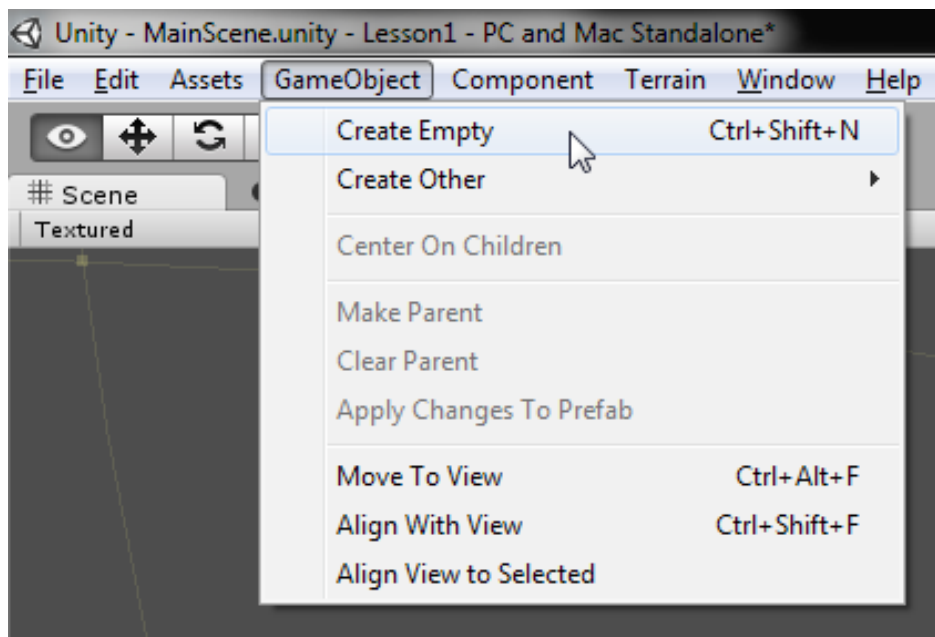 Unity - MainScene.unity - Lesson1 - PC and Mac Standalone*
File Edit Assets GameObject Component Terrain Window Help
Create Empty Ctrl+Shift+N
Create Other
# Scene
Textured
Center On Children
Make Parent
Clear Parent
Apply Changes To Prefab
Move To View Ctrl+Alt+F
Align With View Ctrl+Shift+F
Align View to Selected